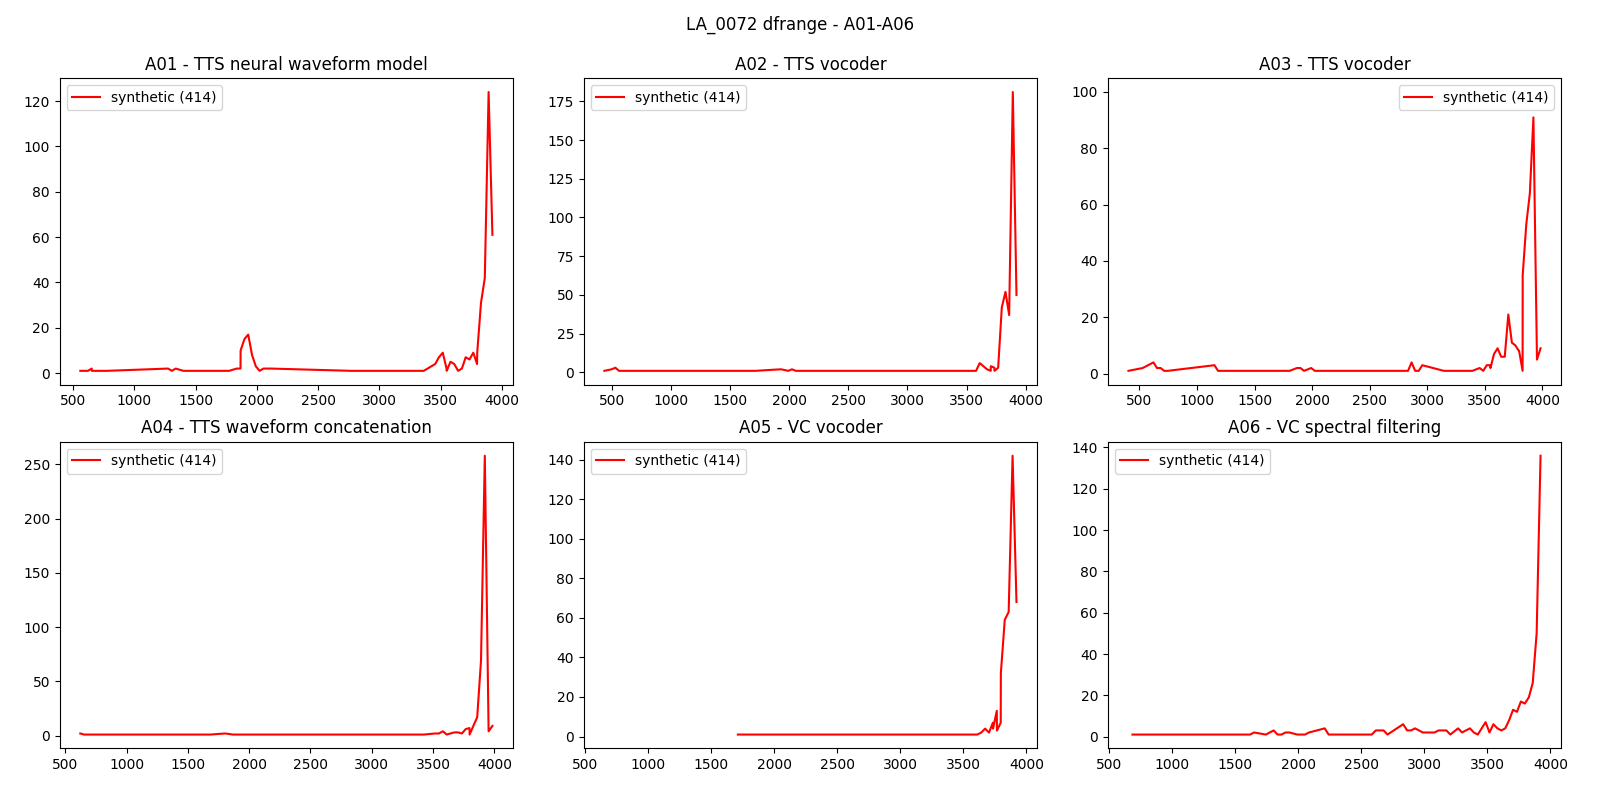 LA_0072 dfrange - A01-A06
A01 - TTS neural waveform model
synthetic (414)
120
100
80
60
40
20
0
500 1000 1500 2000 2500 3000 3500 4000
A02 - TTS vocoder
synthetic (414)
175
150
125
100
75
50
25
0
500 1000 1500 2000 2500 3000 3500 4000
A03 - TTS vocoder
synthetic (414)
100
80
60
40
20
0
500 1000 1500 2000 2500 3000 3500 4000
A04 - TTS waveform concatenation
synthetic (414)
250
200
150
100
50
0
500 1000 1500 2000 2500 3000 3500 4000
A05 - VC vocoder
synthetic (414)
140
120
100
80
60
40
20
0
500 1000 1500 2000 2500 3000 3500 4000
A06 - VC spectral filtering
synthetic (414)
140
120
100
80
60
40
20
0
500 1000 1500 2000 2500 3000 3500 4000